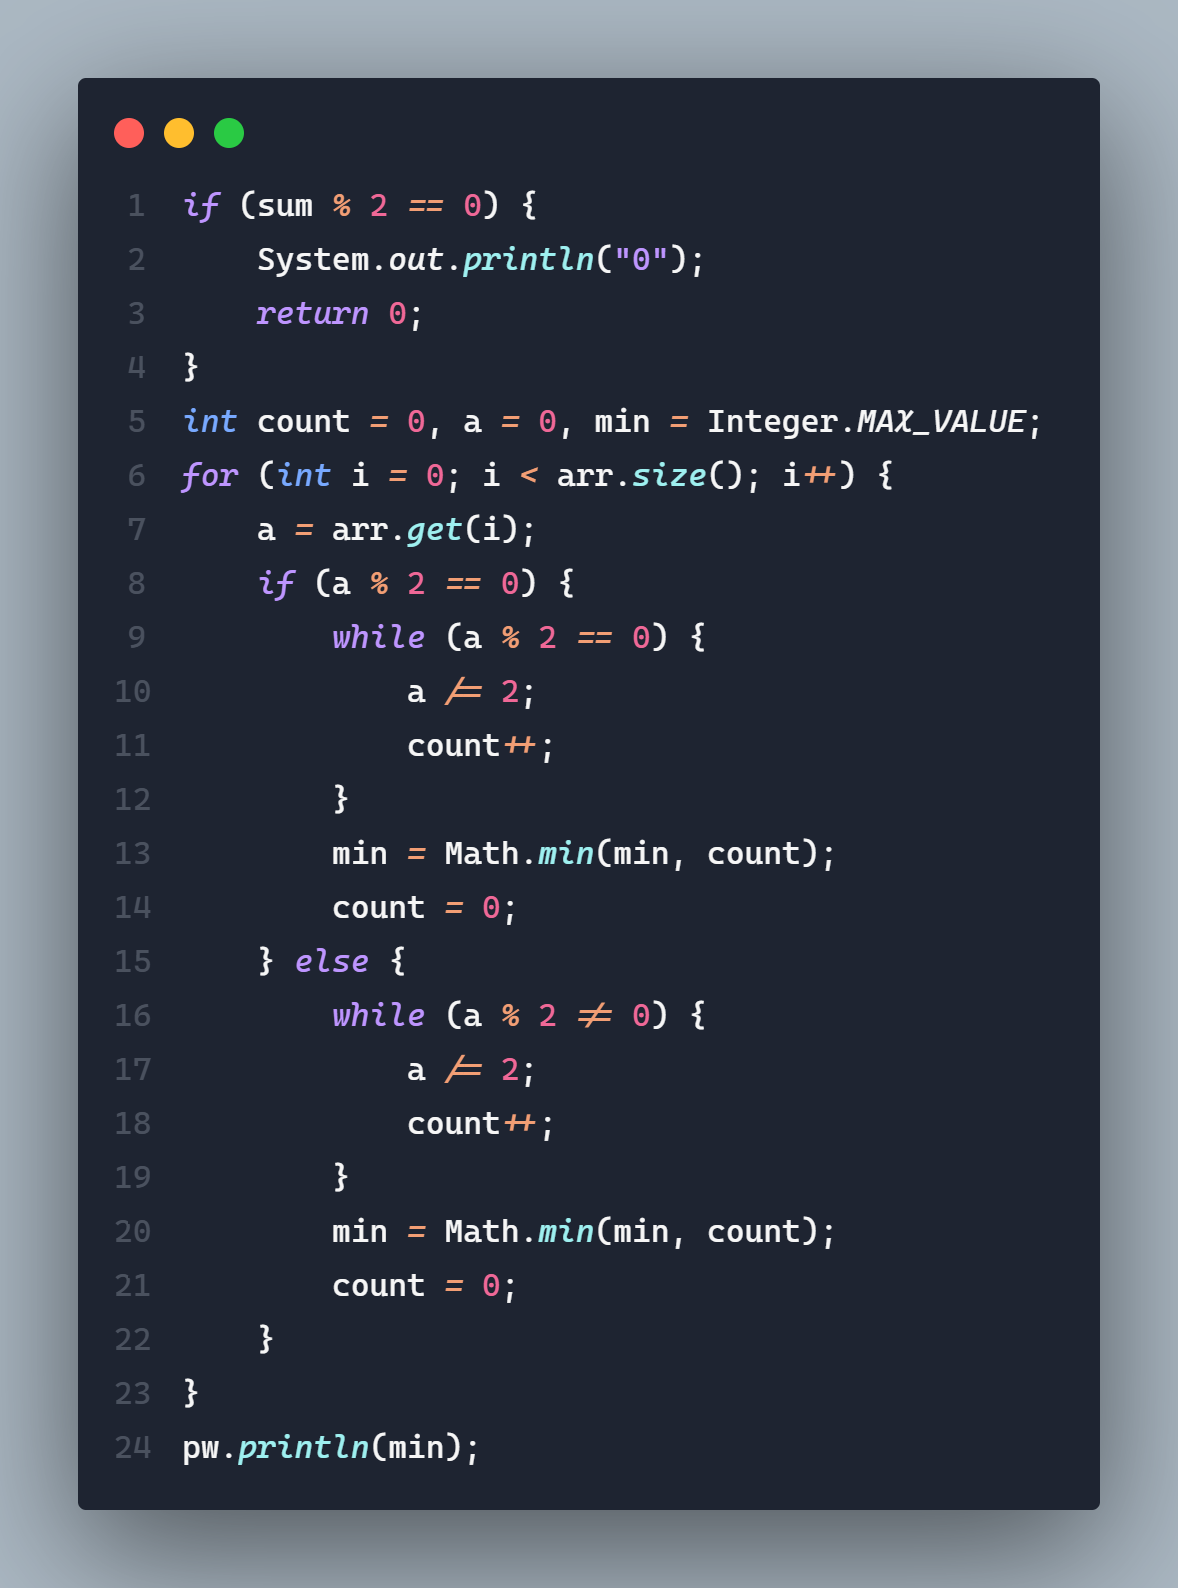 1 if (sum % 2 == 0) {
2     System.out.println("0");
3     return 0;
4 }
5 int count = 0, a = 0, min = Integer.MAX_VALUE;
6 for (int i = 0; i < arr.size(); i++) {
7     a = arr.get(i);
8     if (a % 2 == 0) {
9         while (a % 2 == 0) {
10             a /= 2;
11             count++;
12         }
13         min = Math.min(min, count);
14         count = 0;
15     } else {
16         while (a % 2 != 0) {
17             a /= 2;
18             count++;
19         }
20         min = Math.min(min, count);
21         count = 0;
22     }
23 }
24 pw.println(min);